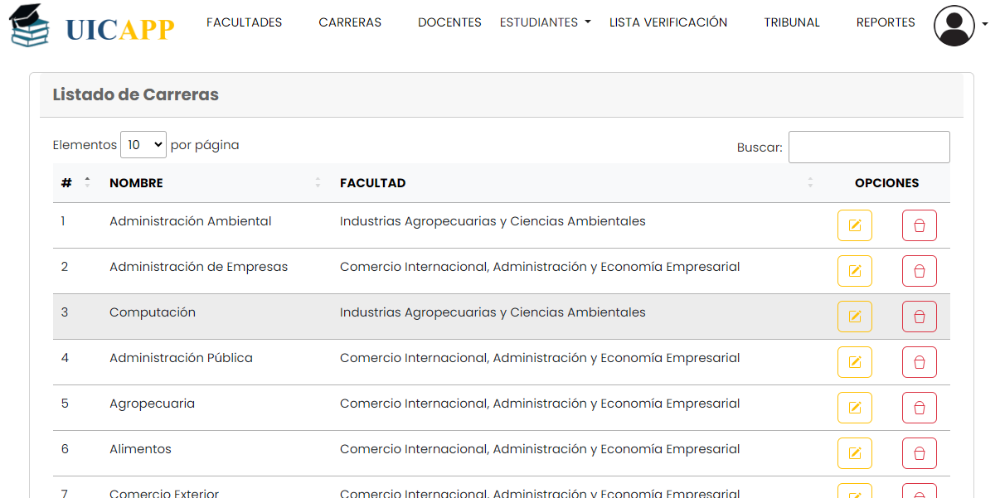 UICAPP FACULTADES CARRERAS DOCENTES ESTUDIANTES LISTA VERIFICACIÓN TRIBUNAL REPORTES
Listado de Carreras
Elementos 10 por página Buscar:
# NOMBRE FACULTAD OPCIONES
1 Administración Ambiental Industrias Agropecuarias y Ciencias Ambientales
2 Administración de Empresas Comercio Internacional, Administración y Economía Empresarial
3 Computación Industrias Agropecuarias y Ciencias Ambientales
4 Administración Pública Comercio Internacional, Administración y Economía Empresarial
5 Agropecuaria Comercio Internacional, Administración y Economía Empresarial
6 Alimentos Comercio Internacional, Administración y Economía Empresarial
7 Comercio Exterior Comercio Internacional, Administración y Economía Empresarial